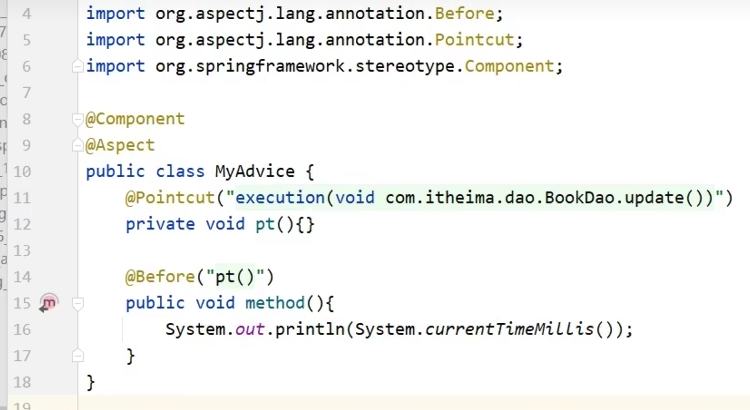 4 import org.aspectj.lang.annotation.Before;
5 import org.aspectj.lang.annotation.Pointcut;
6 import org.springframework.stereotype.Component;
7
8 @Component
9 @Aspect
10 public class MyAdvice {
11 @Pointcut("execution(void com.itheima.dao.BookDao.update())")
12 private void pt(){}
13
14 @Before("pt()")
15 m public void method(){
16 System.out.println(System.currentTimeMillis());
17 }
18 }
19